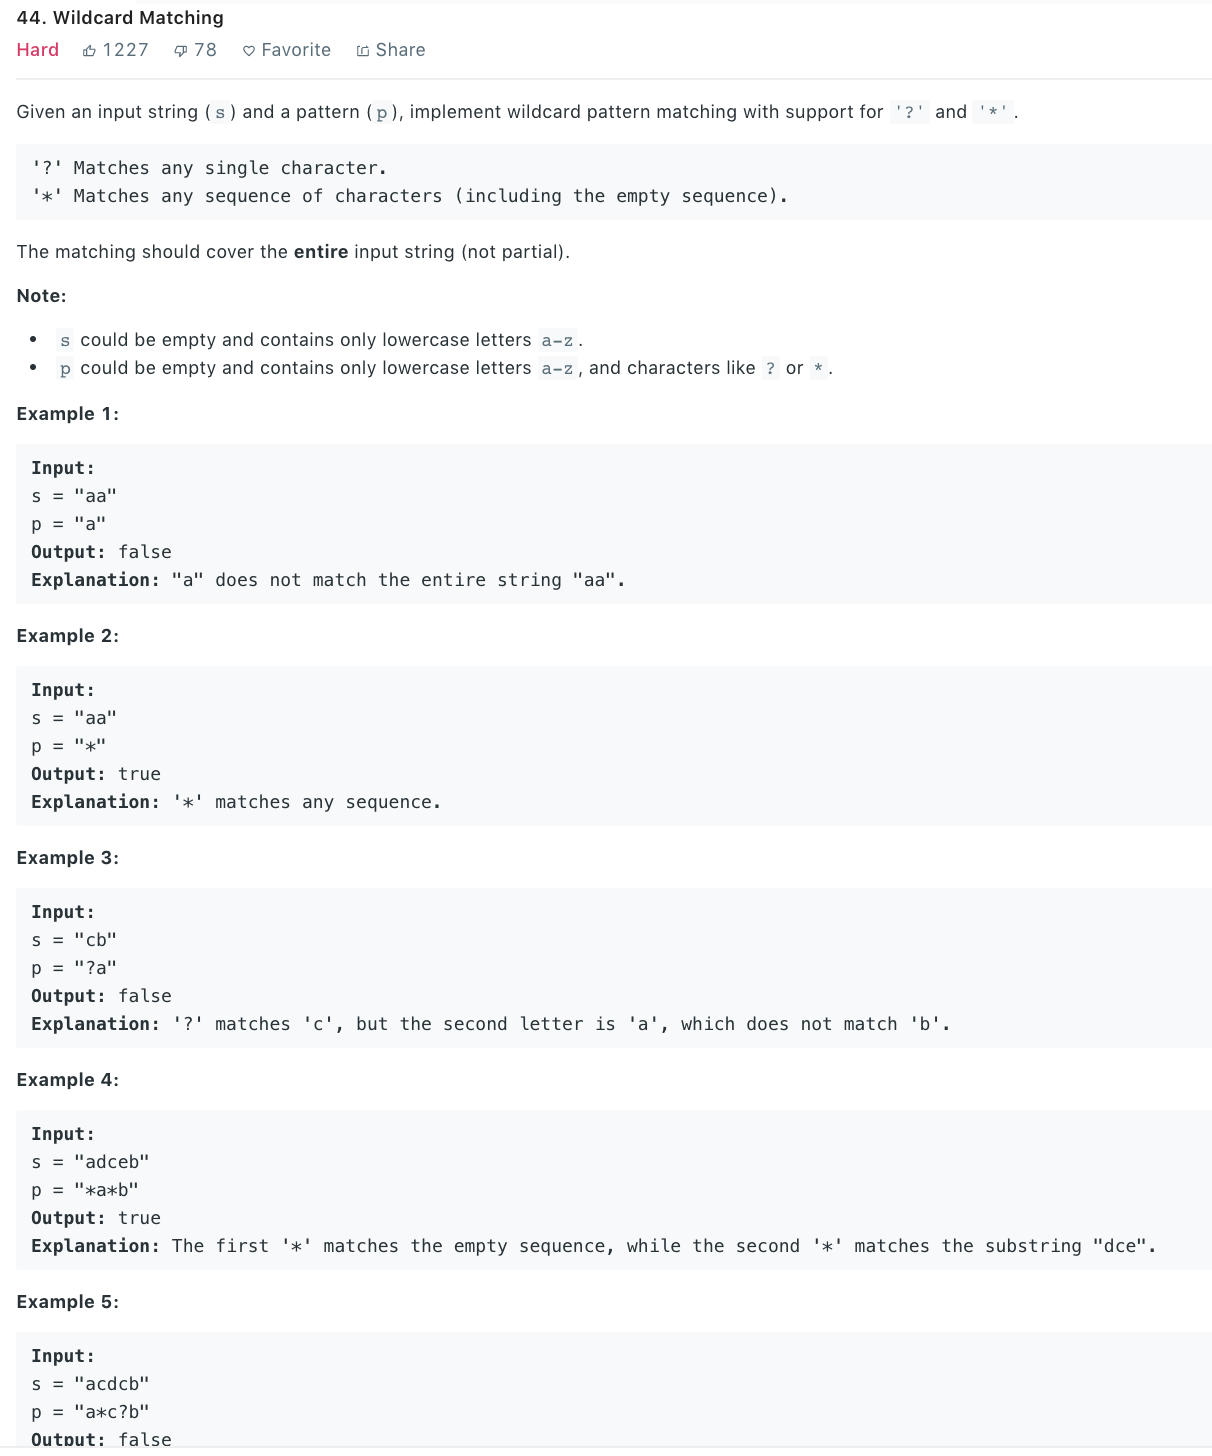 44. Wildcard Matching
Hard 1227 78 Favorite Share
Given an input string (s) and a pattern (p), implement wildcard pattern matching with support for '?' and '*'.
'?' Matches any single character.
'*' Matches any sequence of characters (including the empty sequence).
The matching should cover the entire input string (not partial).
Note:
• s could be empty and contains only lowercase letters a-z.
• p could be empty and contains only lowercase letters a-z, and characters like ? or *.
Example 1:
Input:
s = "aa"
p = "a"
Output: false
Explanation: "a" does not match the entire string "aa".
Example 2:
Input:
s = "aa"
p = "*"
Output: true
Explanation: '*' matches any sequence.
Example 3:
Input:
s = "cb"
p = "?a"
Output: false
Explanation: '?' matches 'c', but the second letter is 'a', which does not match 'b'.
Example 4:
Input:
s = "adceb"
p = "*a*b"
Output: true
Explanation: The first '*' matches the empty sequence, while the second '*' matches the substring "dce".
Example 5:
Input:
s = "acdcb"
p = "a*c?b"
Output: false